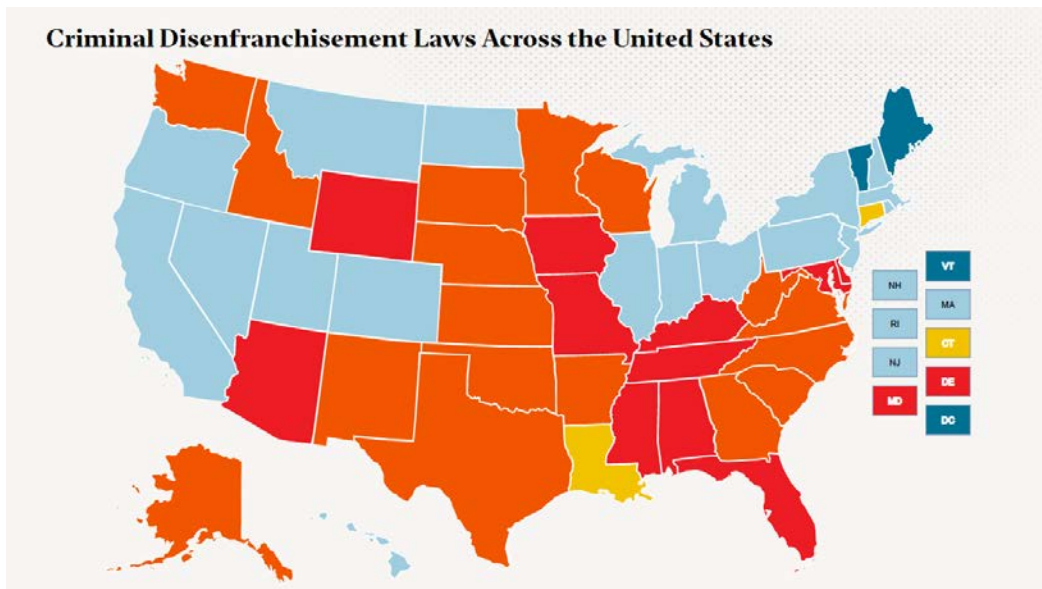 Criminal Disenfranchisement Laws Across the United States
VT
NH
MA
RI
CT
NJ
DE
MD
DC